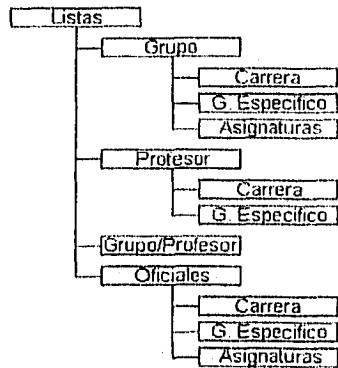 Listas
Grupo
Carrera
G. Especifico
Asignaturas
Profesor
Carrera
G. Especifico
Grupo/Profesor
Oficiales
Carrera
G. Especifico
Asignaturas